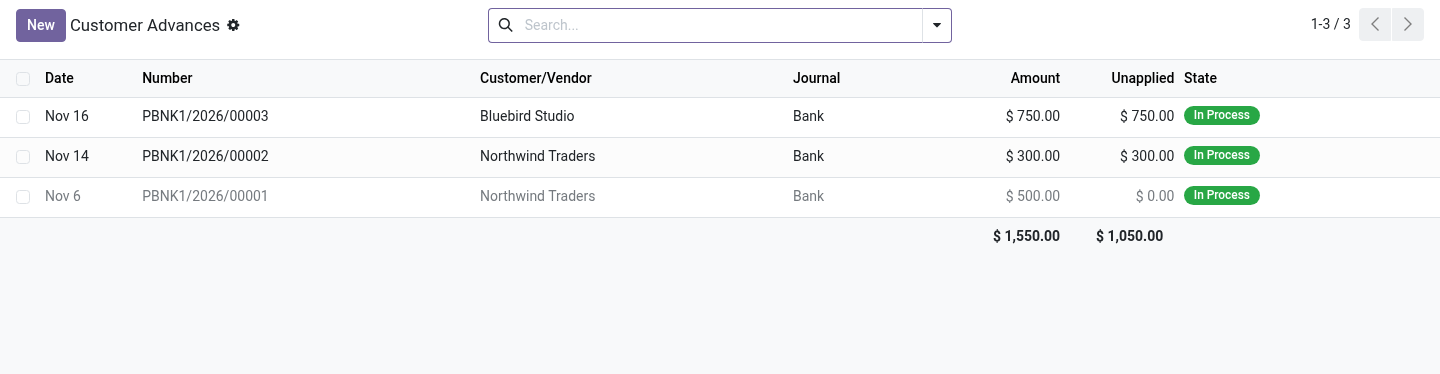 New Customer Advances Search... 1-3 / 3
Date Number Customer/Vendor Journal Amount Unapplied State
Nov 16 PBNK1/2026/00003 Bluebird Studio Bank $ 750.00 $ 750.00 In Process
Nov 14 PBNK1/2026/00002 Northwind Traders Bank $ 300.00 $ 300.00 In Process
Nov 6 PBNK1/2026/00001 Northwind Traders Bank $ 500.00 $ 0.00 In Process
$ 1,550.00 $ 1,050.00